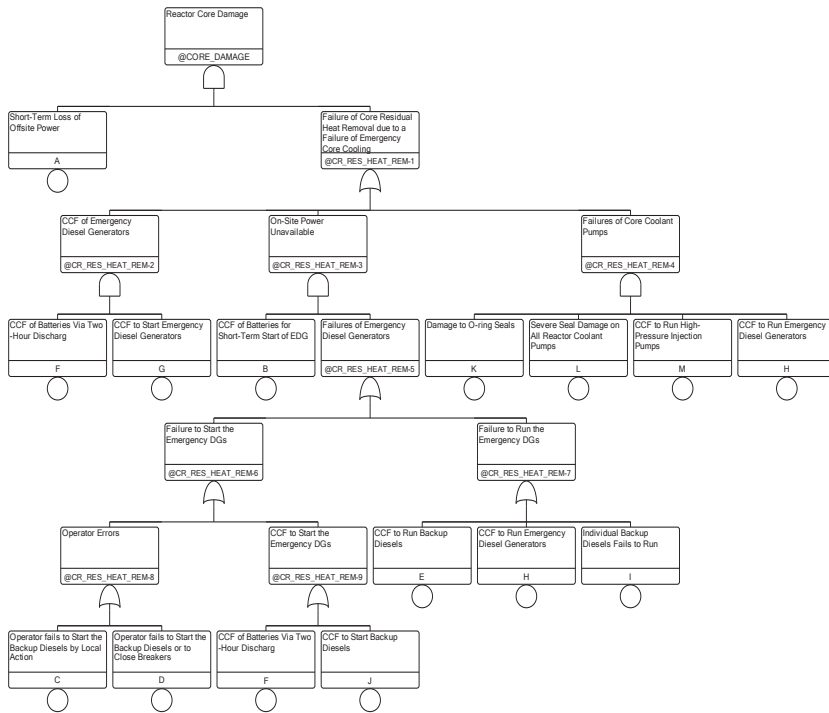 Reactor Core Damage
@CORE_DAMAGE
Short-Term Loss of
Offsite Power
A
Failure of Core Residual
Heat Removal due to a
Failure of Emergency
Core Cooling
@CR_RES_HEAT_REM-1
CCF of Emergency
Diesel Generators
@CR_RES_HEAT_REM-2
On-Site Power
Unavailable
@CR_RES_HEAT_REM-3
Failures of Core Coolant
Pumps
@CR_RES_HEAT_REM-4
CCF of Batteries Via Two
-Hour Discharg
F
CCF to Start Emergency
Diesel Generators
G
CCF of Batteries for
Short-Term Start of EDG
B
Failures of Emergency
Diesel Generators
@CR_RES_HEAT_REM-5
Damage to O-ring Seals
K
Severe Seal Damage on
All Reactor Coolant
Pumps
L
CCF to Run High-
Pressure Injection
Pumps
M
CCF to Run Emergency
Diesel Generators
H
Failure to Start the
Emergency DGs
@CR_RES_HEAT_REM-6
Failure to Run the
Emergency DGs
@CR_RES_HEAT_REM-7
Operator Errors
@CR_RES_HEAT_REM-8
CCF to Start the
Emergency DGs
@CR_RES_HEAT_REM-9
CCF to Run Backup
Diesels
E
CCF to Run Emergency
Diesel Generators
H
Individual Backup
Diesels Fails to Run
I
Operator fails to Start the
Backup Diesels by Local
Action
C
Operator fails to Start the
Backup Diesels or to
Close Breakers
D
CCF of Batteries Via Two
-Hour Discharg
F
CCF to Start Backup
Diesels
J